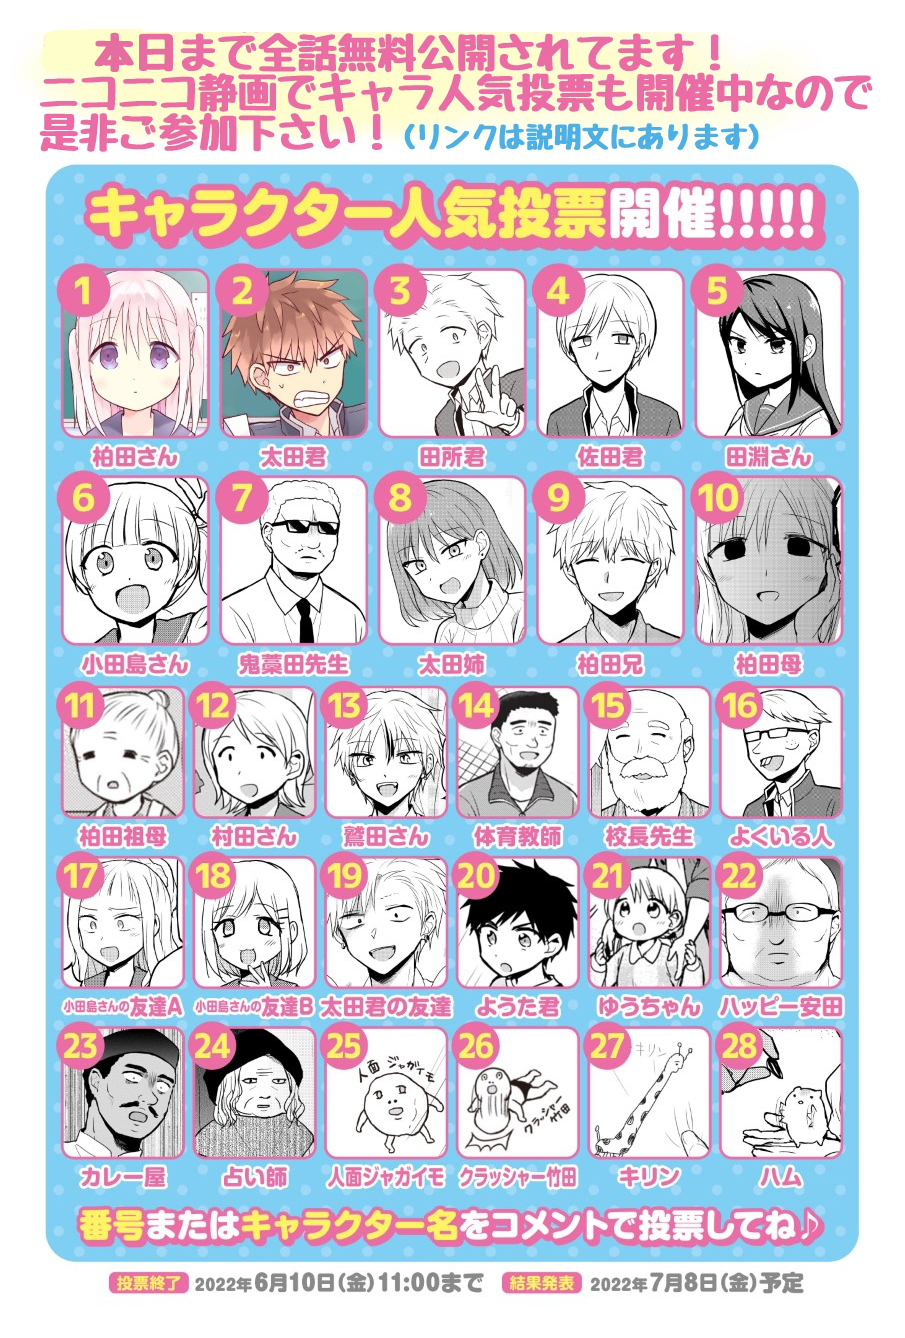 本日まで全話無料公開されてます！
ニコニコ静画でキャラ人気投票も開催中なので
是非ご参加下さい！(リンクは説明文にあります)
キャラクター人気投票開催!!!!!
1 2 3 4 5
柏田さん 太田君 田所君 佐田君 田淵さん
6 7 8 9 10
小田島さん 鬼藁田先生 太田姉 柏田兄 柏田母
11 12 13 14 15 16
柏田祖母 村田さん 鷲田さん 体育教師 校長先生 よくいる人
17 18 19 20 21 22
小田島さんの友達A 小田島さんの友達B 太田君の友達 ようた君 ゆうちゃん ハッピー安田
23 24 25 26 27 28
人面ジャガイモ クラッシャー竹田 キリン
カレー屋 占い師 人面ジャガイモ クラッシャー竹田 キリン ハム
番号またはキャラクター名をコメントで投票してね♪
投票終了 2022年6月10日(金)11:00まで 結果発表 2022年7月8日(金)予定